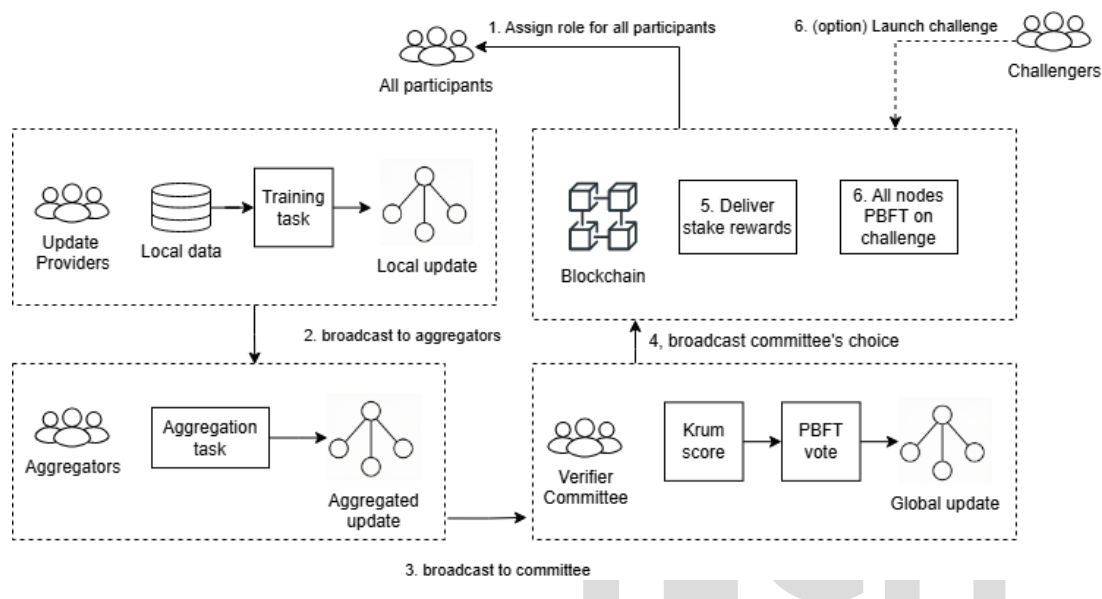 1. Assign role for all participants
6. (option) Launch challenge
All participants
Challengers
Update
Providers
Local data
Training
task
Local update
Blockchain
5. Deliver
stake rewards
6. All nodes
PBFT on
challenge
2. broadcast to aggregators
4, broadcast committee's choice
Aggregators
Aggregation
task
Aggregated
update
Verifier
Committee
Krum
score
PBFT
vote
Global update
3. broadcast to committee